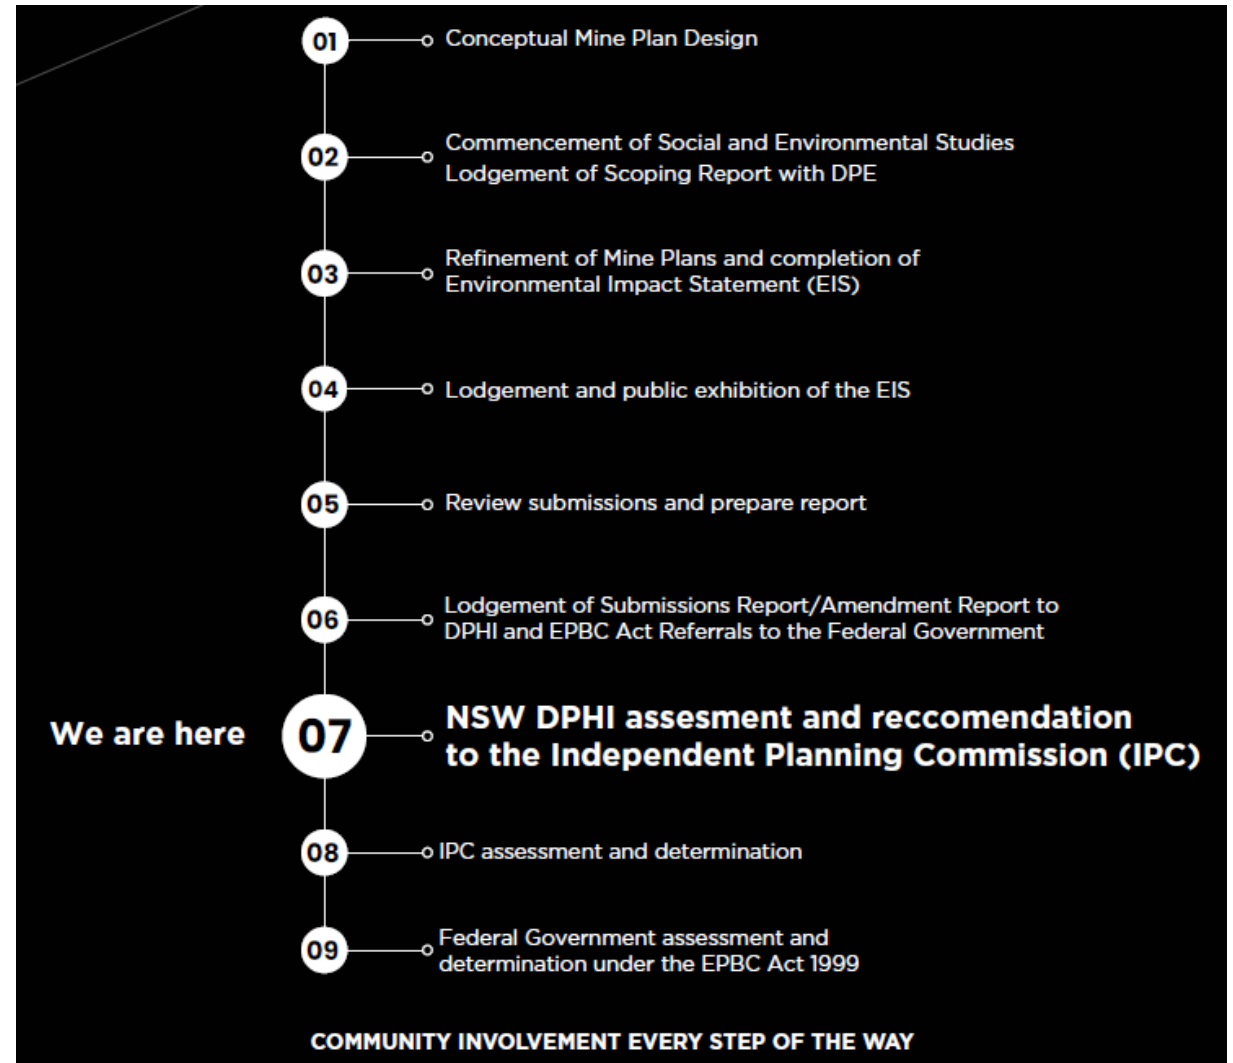 01
Conceptual Mine Plan Design
02
Commencement of Social and Environmental Studies
Lodgement of Scoping Report with DPE
03
Refinement of Mine Plans and completion of
Environmental Impact Statement (EIS)
04
Lodgement and public exhibition of the EIS
05
Review submissions and prepare report
06
Lodgement of Submissions Report/Amendment Report to
DPHI and EPBC Act Referrals to the Federal Government
We are here
07
NSW DPHI assesment and reccomendation
to the Independent Planning Commission (IPC)
08
IPC assessment and determination
09
Federal Government assessment and
determination under the EPBC Act 1999
COMMUNITY INVOLVEMENT EVERY STEP OF THE WAY